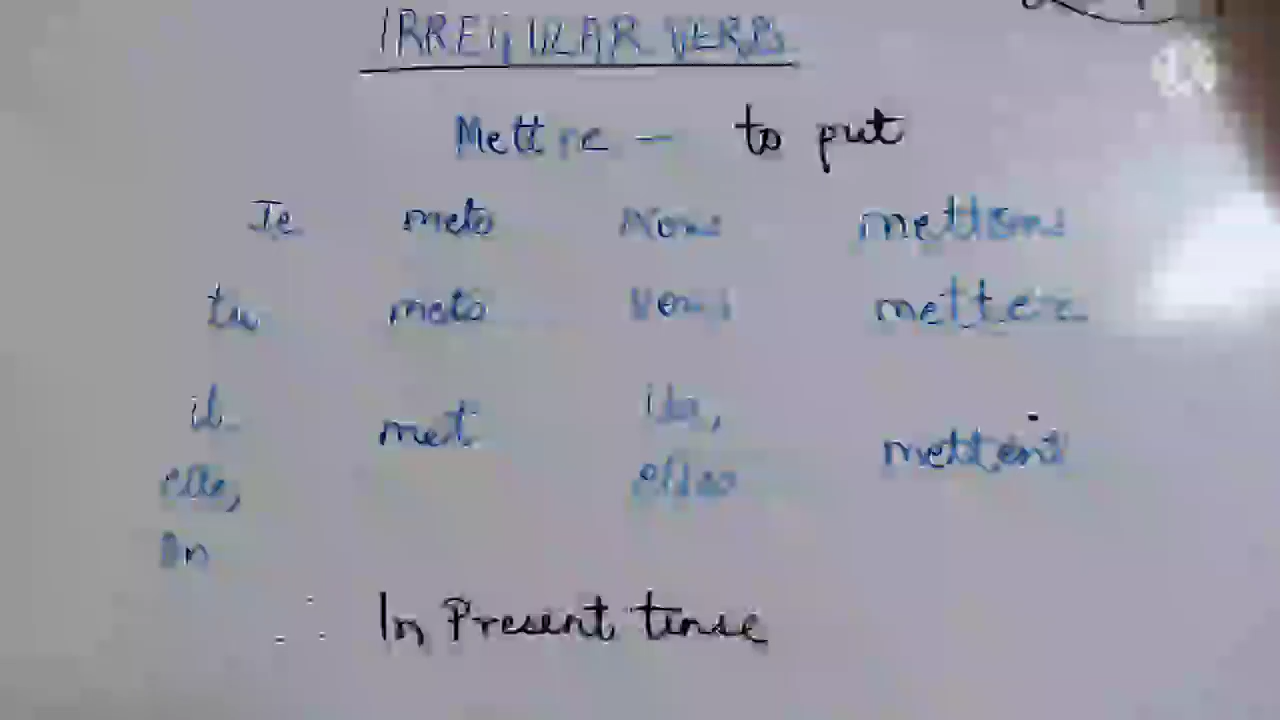 IRREGULAR VERBS
Mettre - to put
Je mets Nous mettons
tu mets Vous mettez
il met ils, mettent
elle, elles
on
∴ In Present tense